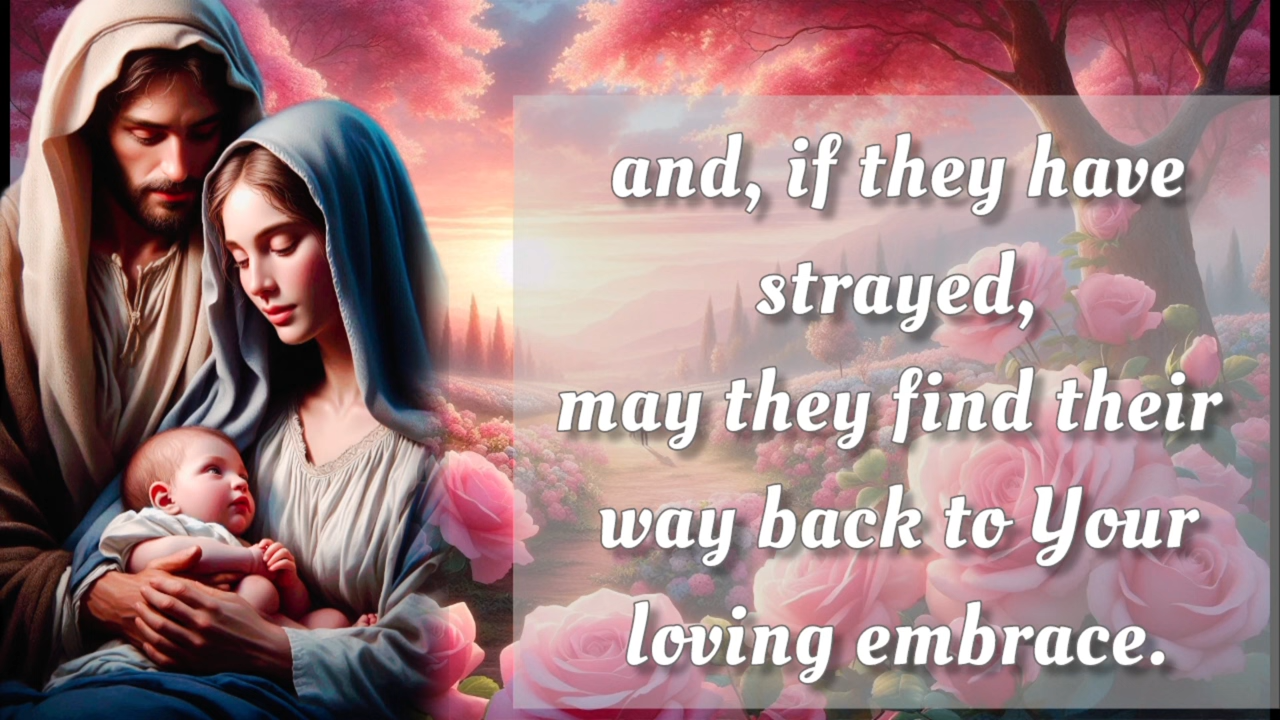 and, if they have
strayed,
may they find their
way back to Your
loving embrace.